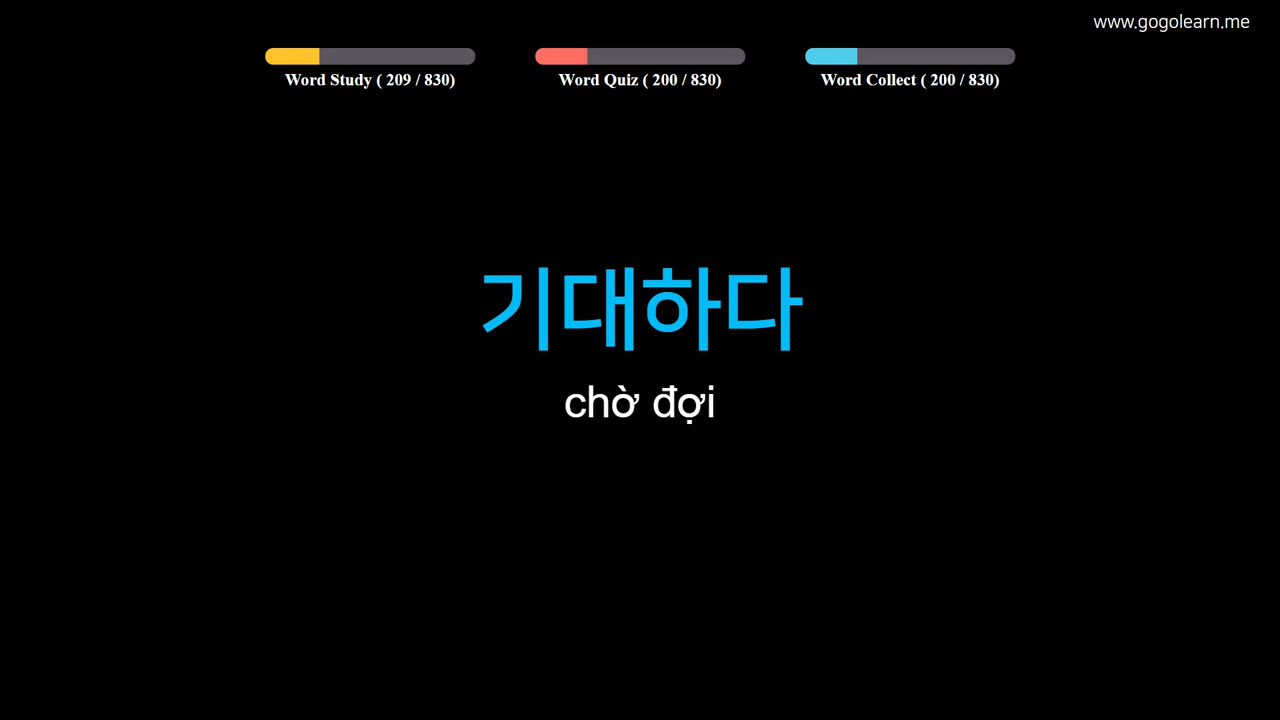 www.gogolearn.me
Word Study ( 209 / 830)
Word Quiz ( 200 / 830)
Word Collect ( 200 / 830)
기대하다
chờ đợi